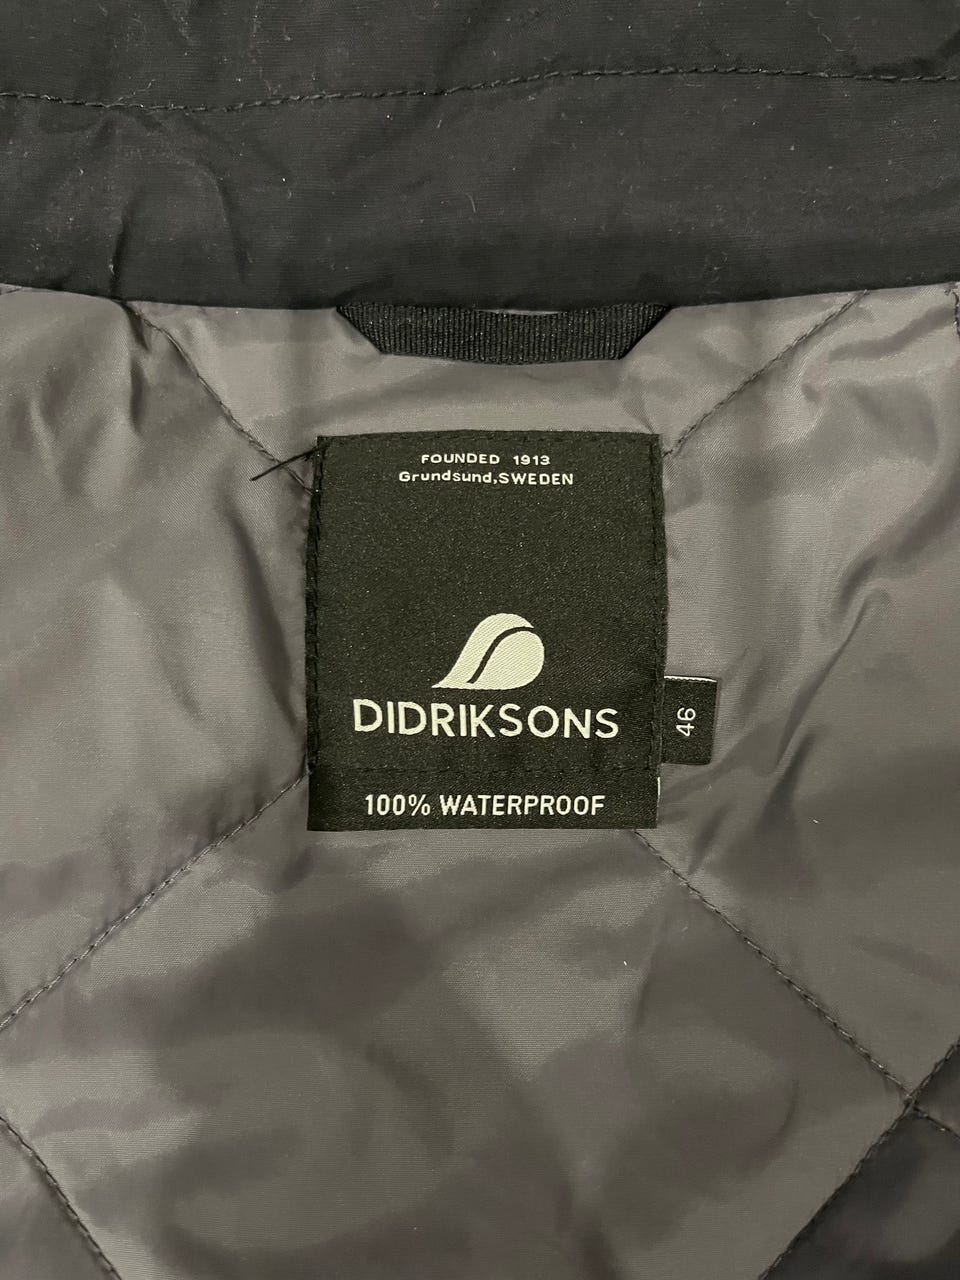 FOUNDED 1913
Grundsund,SWEDEN
DIDRIKSONS
46
100% WATERPROOF